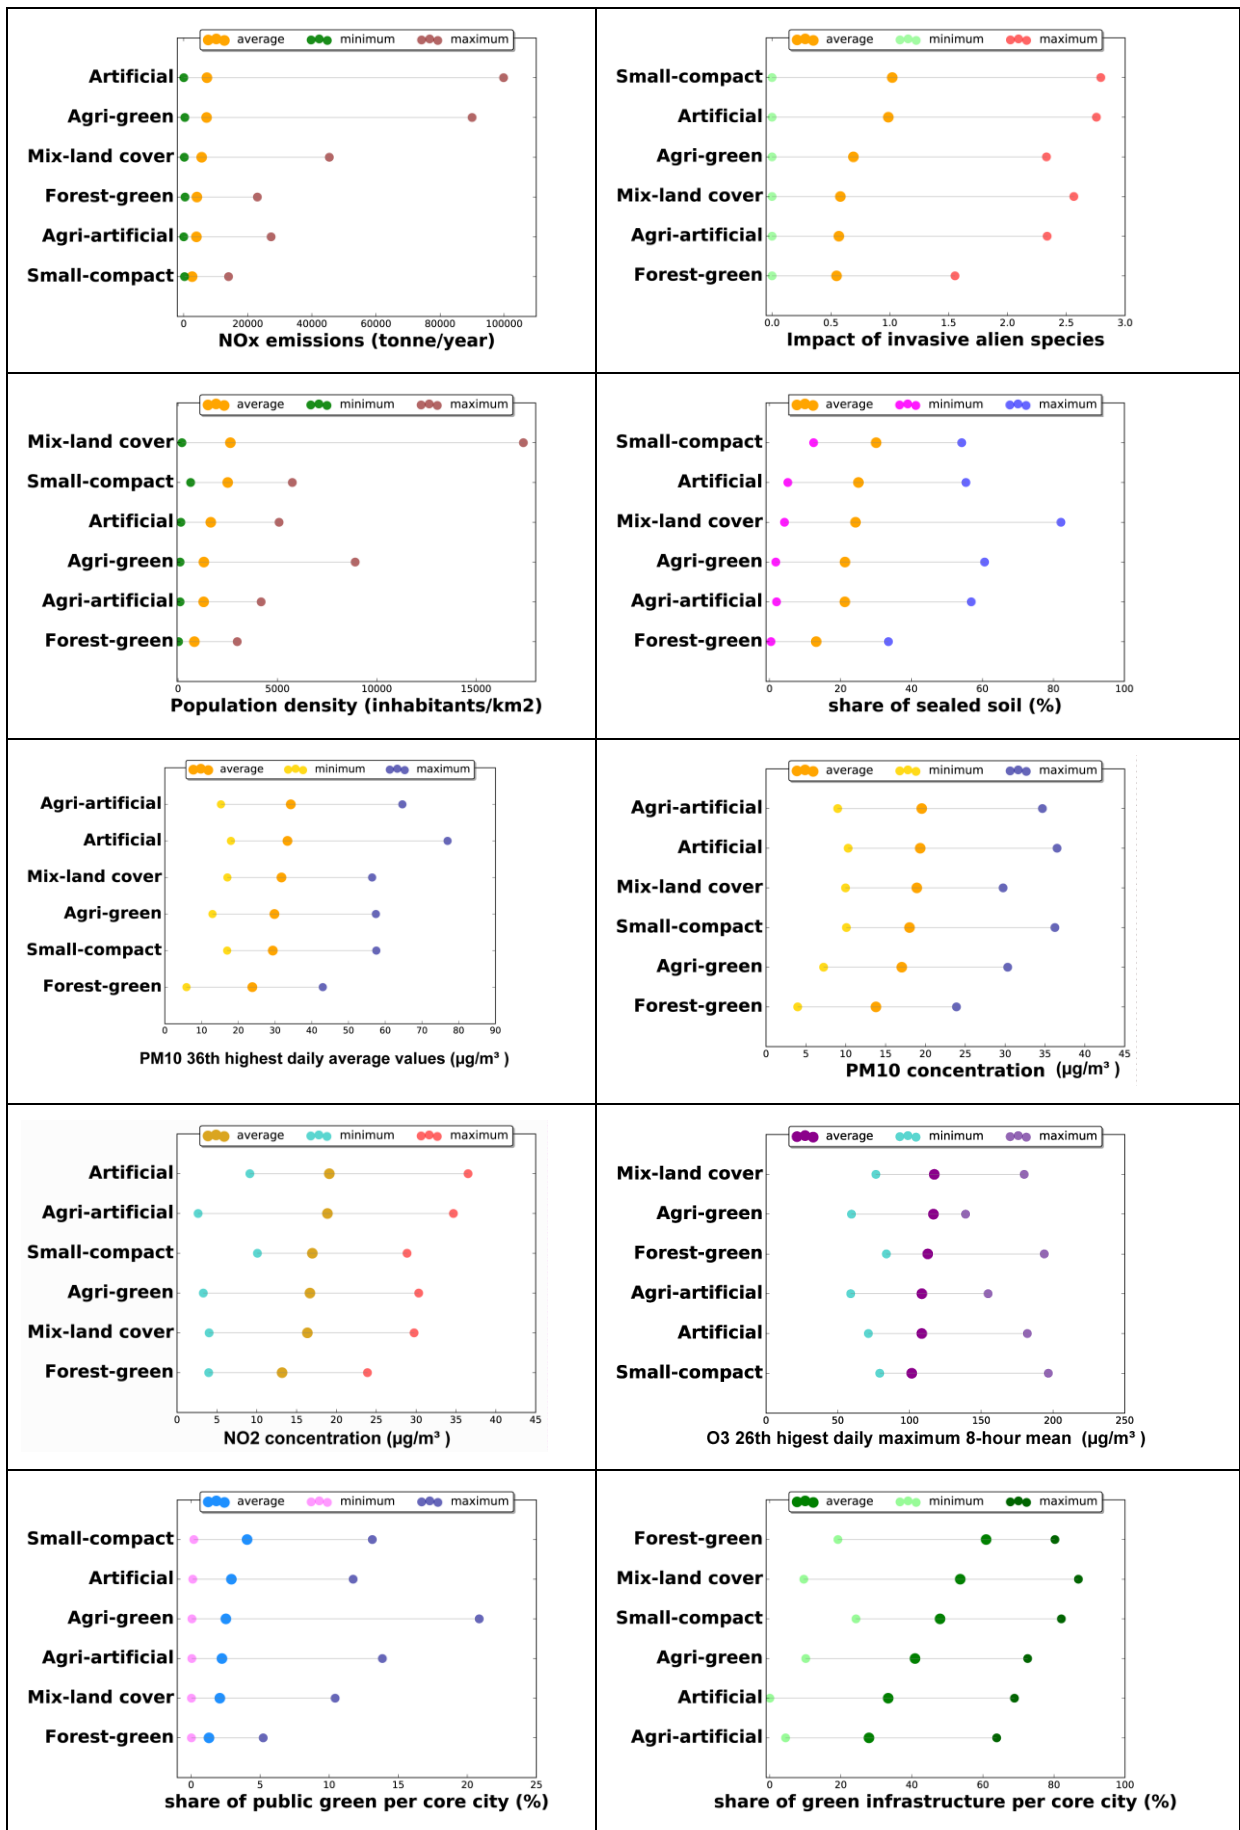 average minimum maximum
Artificial
Agri-green
Mix-land cover
Forest-green
Agri-artificial
Small-compact
0 20000 40000 60000 80000 100000
NOx emissions (tonne/year)
average minimum maximum
Small-compact
Artificial
Agri-green
Mix-land cover
Agri-artificial
Forest-green
0.0 0.5 1.0 1.5 2.0 2.5 3.0
Impact of invasive alien species
average minimum maximum
Mix-land cover
Small-compact
Artificial
Agri-green
Agri-artificial
Forest-green
0 5000 10000 15000
Population density (inhabitants/km2)
average minimum maximum
Small-compact
Artificial
Mix-land cover
Agri-green
Agri-artificial
Forest-green
0 20 40 60 80 100
share of sealed soil (%)
average minimum maximum
Agri-artificial
Artificial
Mix-land cover
Agri-green
Small-compact
Forest-green
0 10 20 30 40 50 60 70 80 90
PM10 36th highest daily average values (µg/m³ )
average minimum maximum
Agri-artificial
Artificial
Mix-land cover
Small-compact
Agri-green
Forest-green
0 5 10 15 20 25 30 35 40 45
PM10 concentration (µg/m³ )
average minimum maximum
Artificial
Agri-artificial
Small-compact
Agri-green
Mix-land cover
Forest-green
0 5 10 15 20 25 30 35 40 45
NO2 concentration (µg/m³ )
average minimum maximum
Mix-land cover
Agri-green
Forest-green
Agri-artificial
Artificial
Small-compact
0 50 100 150 200 250
O3 26th higest daily maximum 8-hour mean (µg/m³ )
average minimum maximum
Small-compact
Artificial
Agri-green
Agri-artificial
Mix-land cover
Forest-green
0 5 10 15 20 25
share of public green per core city (%)
average minimum maximum
Forest-green
Mix-land cover
Small-compact
Agri-green
Artificial
Agri-artificial
0 20 40 60 80 100
share of green infrastructure per core city (%)